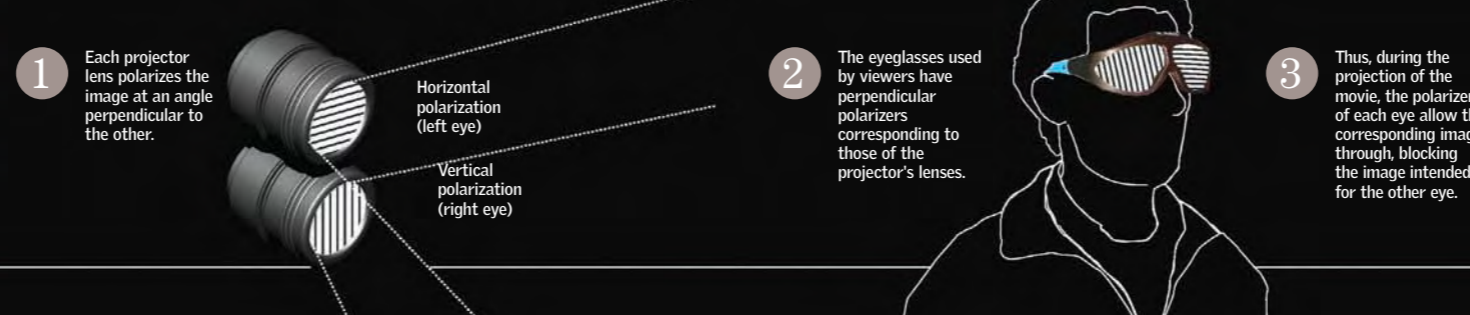 1
Each projector
lens polarizes the
image at an angle
perpendicular to
the other.
Horizontal
polarization
(left eye)
Vertical
polarization
(right eye)
2
The eyeglasses used
by viewers have
perpendicular
polarizers
corresponding to
those of the
projector's lenses.
3
Thus, during the
projection of the
movie, the
of each eye allow
corresponding
through, blocking
the image intended
for the other eye.